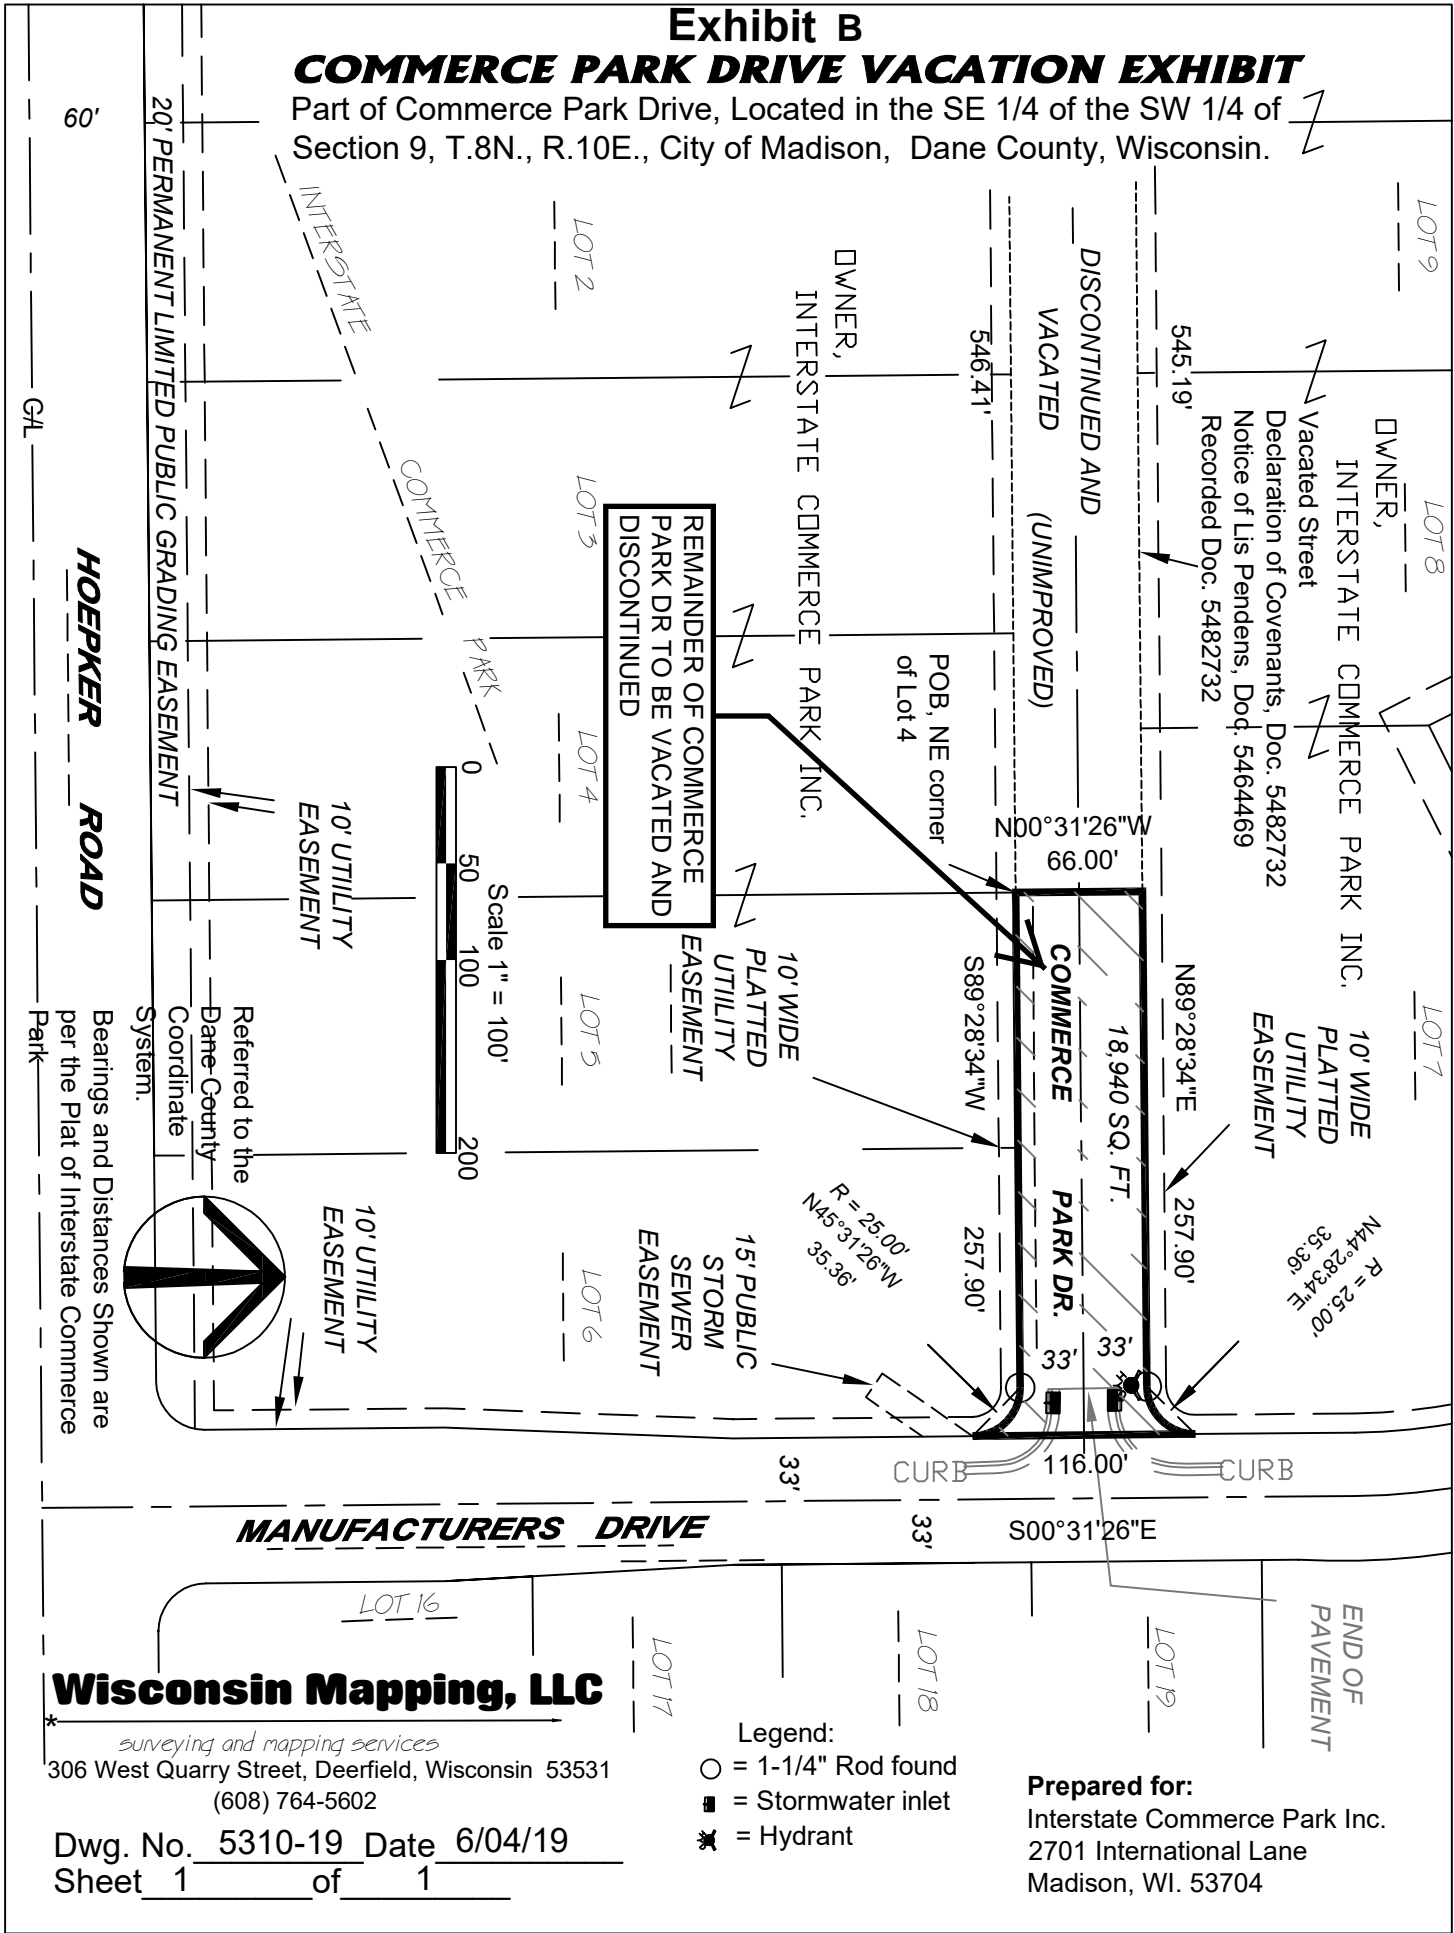 Exhibit B
COMMERCE PARK DRIVE VACATION EXHIBIT
Part of Commerce Park Drive, Located in the SE 1/4 of the SW 1/4 of
Section 9, T.8N., R.10E., City of Madison, Dane County, Wisconsin.
60'
20' PERMANENT LIMITED PUBLIC GRADING EASEMENT
INTERSTATE
COMMERCE
PARK
LOT 2
LOT 3
LOT 4
LOT 5
LOT 6
OWNER,
INTERSTATE COMMERCE PARK INC.
546.41'
DISCONTINUED AND
VACATED
(UNIMPROVED)
545.19'
Vacated Street
Declaration of Covenants, Doc. 5482732
Notice of Lis Pendens, Doc. 5464469
Recorded Doc. 5482732
OWNER,
INTERSTATE COMMERCE PARK INC.
LOT 9
LOT 8
LOT 7
C/L
HOEPKER ROAD
REMAINDER OF COMMERCE
PARK DR TO BE VACATED AND
DISCONTINUED
POB, NE corner
of Lot 4
N00°31'26"W
66.00'
10' UTILITY
EASEMENT
0
50
100
200
Scale 1" = 100'
10' WIDE
PLATTED
UTIILITY
EASEMENT
S89°28'34"W
257.90'
COMMERCE PARK DR.
18,940 SQ. FT.
N89°28'34"E
257.90'
10' WIDE
PLATTED
UTIILITY
EASEMENT
Referred to the
Dane County
Coordinate
System.
Bearings and Distances Shown are
per the Plat of Interstate Commerce
Park
10' UTILITY
EASEMENT
15' PUBLIC
STORM
SEWER
EASEMENT
R = 25.00'
N45°31'26"W
35.36'
R = 25.00'
N44°28'34"E
35.36'
33'
33'
HYD
CURB
116.00'
CURB
33'
33'
MANUFACTURERS DRIVE
S00°31'26"E
END OF
PAVEMENT
LOT 16
LOT 17
LOT 18
LOT 19
Wisconsin Mapping, LLC
*
surveying and mapping services
306 West Quarry Street, Deerfield, Wisconsin 53531
(608) 764-5602
Dwg. No. 5310-19 Date 6/04/19
Sheet 1 of 1
Legend:
= 1-1/4" Rod found
= Stormwater inlet
= Hydrant
Prepared for:
Interstate Commerce Park Inc.
2701 International Lane
Madison, WI. 53704